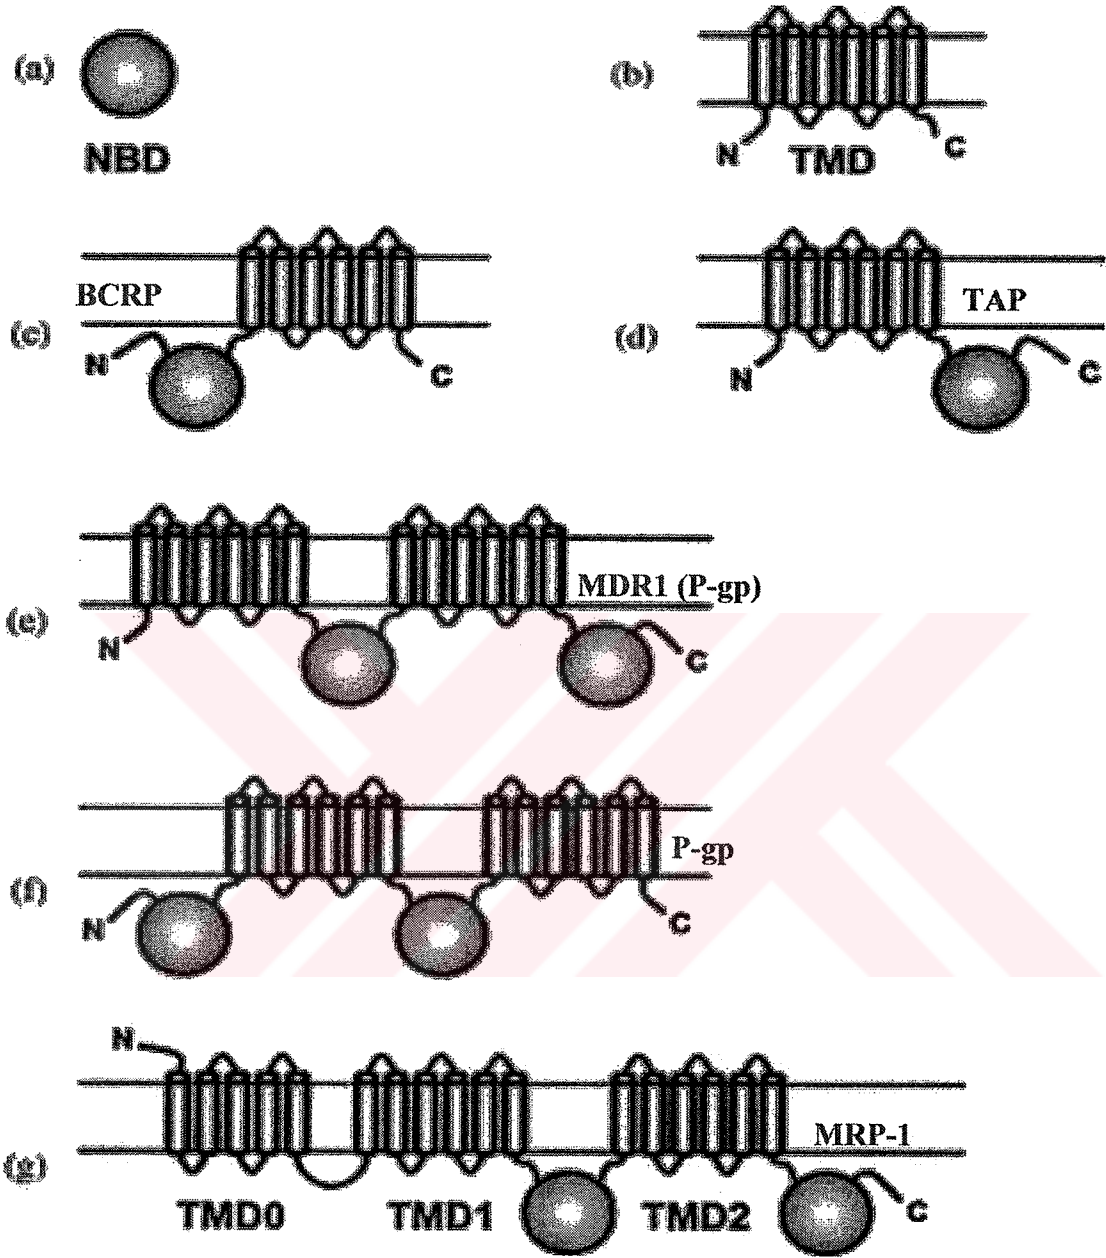 (a)
NBD
(b)
N
TMD
C
(c)
BCRP
N
C
(d)
TAP
N
C
(e)
MDR1 (P-gp)
N
C
(f)
P-gp
N
C
(g)
N
MRP-1
TMD0
TMD1
TMD2
C